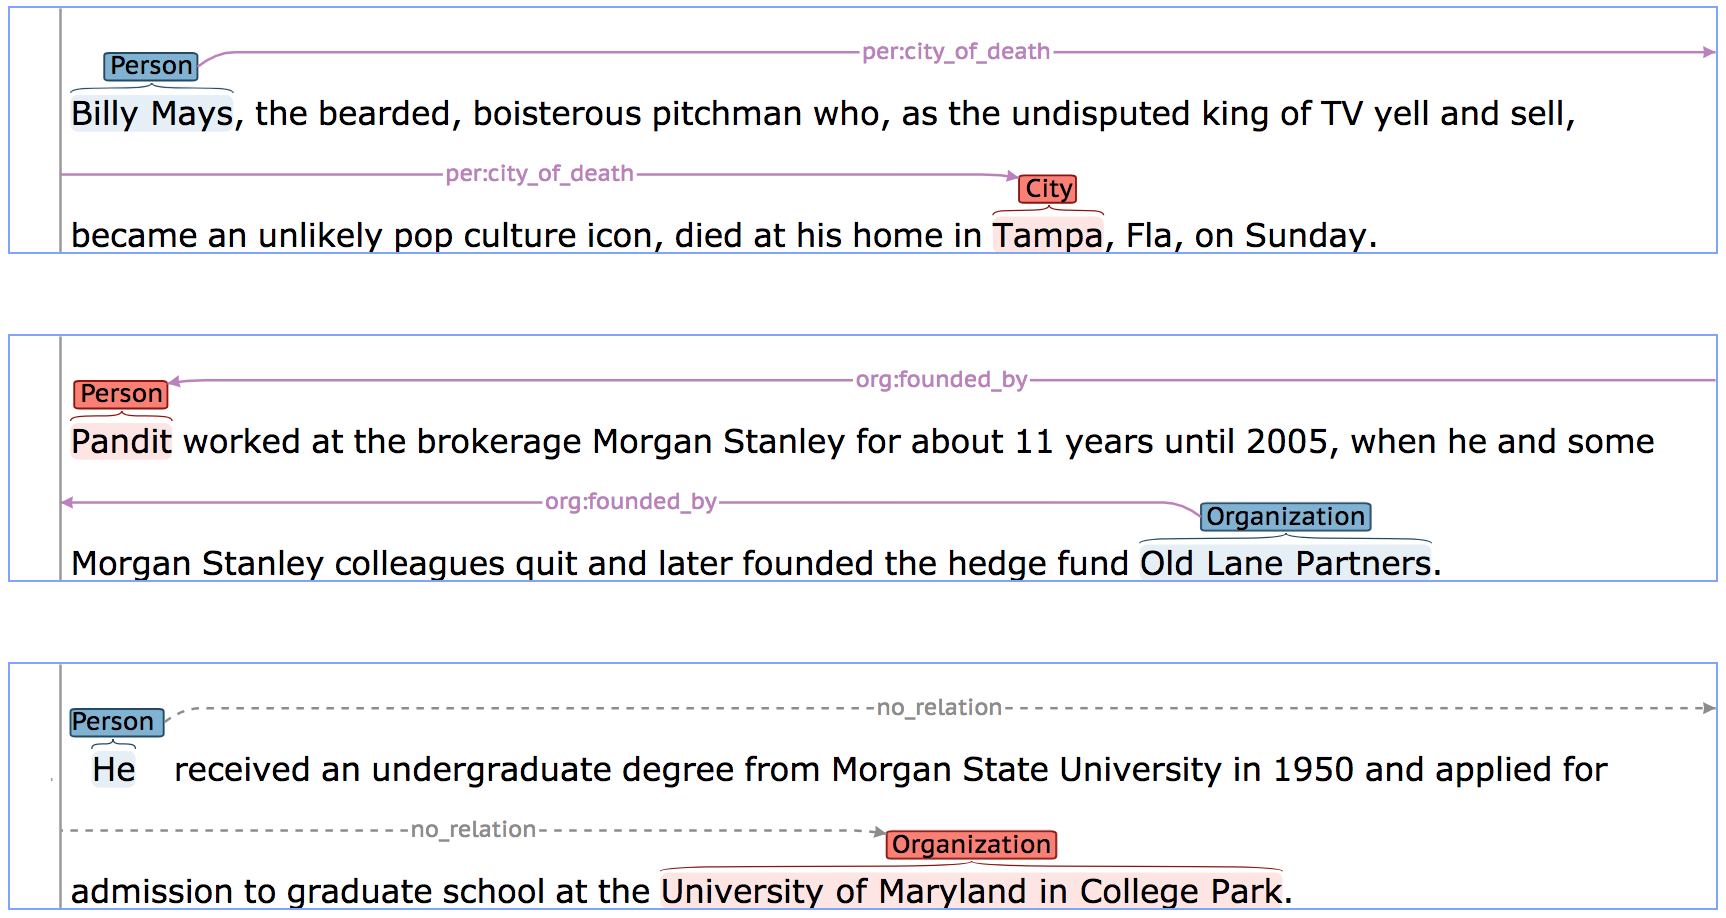 per:city_of_death
Person
Billy Mays, the bearded, boisterous pitchman who, as the undisputed king of TV yell and sell,
per:city_of_death
City
became an unlikely pop culture icon, died at his home in Tampa, Fla, on Sunday.
org:founded_by
Person
Pandit worked at the brokerage Morgan Stanley for about 11 years until 2005, when he and some
org:founded_by
Organization
Morgan Stanley colleagues quit and later founded the hedge fund Old Lane Partners.
no_relation
Person
He received an undergraduate degree from Morgan State University in 1950 and applied for
no_relation
Organization
admission to graduate school at the University of Maryland in College Park.